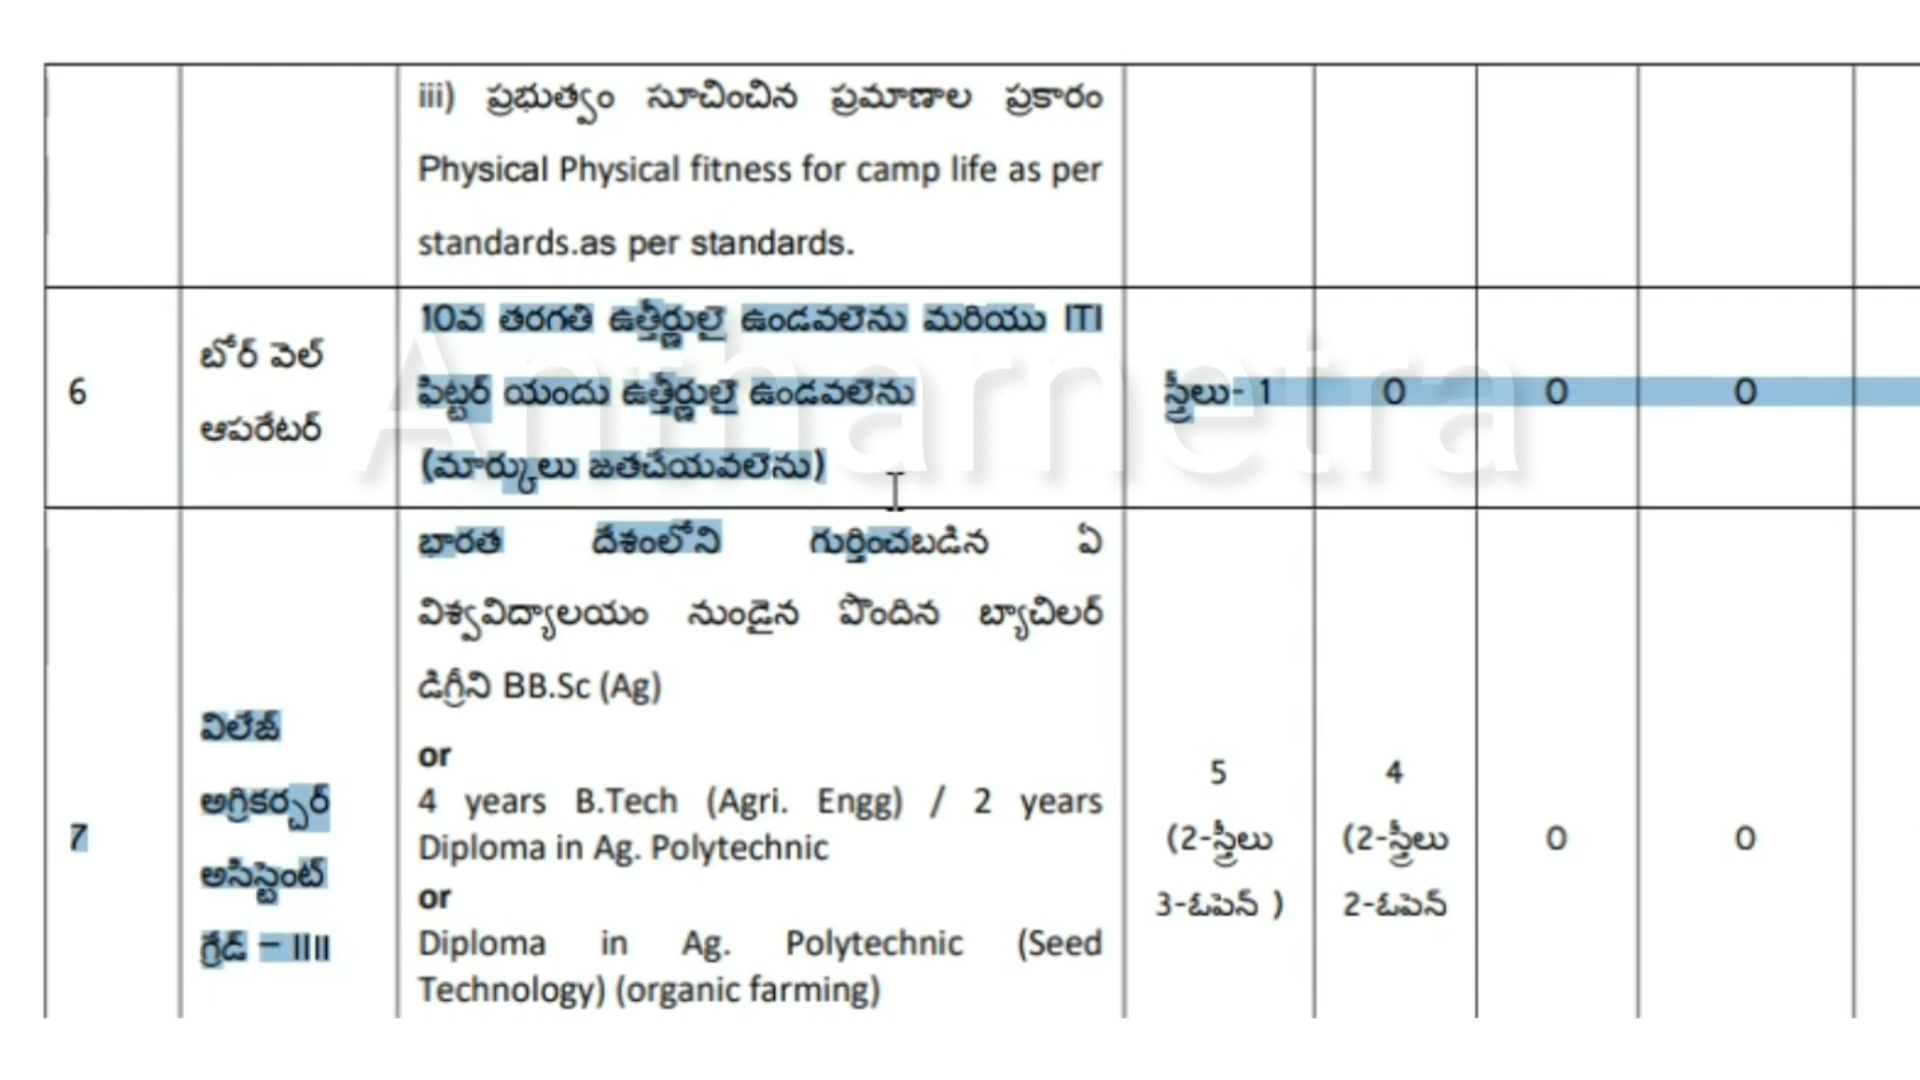 iii) ప్రభుత్వం సూచించిన ప్రమాణాల ప్రకారం
Physical Physical fitness for camp life as per
standards.as per standards.
6
బోర్ వెల్
ఆపరేటర్
10వ తరగతి ఉత్తీర్ణులై ఉండవలెను మరియు ITI
ఫిట్టర్ యందు ఉత్తీర్ణులై ఉండవలెను
(మార్కులు జతచేయవలెను)
స్త్రీలు- 1
0
0
0
7
విలేజ్
అగ్రికర్చర్
అసిస్టెంట్
గ్రేడ్ – IIII
భారత దేశంలోని గుర్తించబడిన ఏ
విశ్వవిద్యాలయం నుండైన పొందిన బ్యాచిలర్
డిగ్రీని BB.Sc (Ag)
or
4 years B.Tech (Agri. Engg) / 2 years
Diploma in Ag. Polytechnic
or
Diploma in Ag. Polytechnic (Seed
Technology) (organic farming)
5
(2-స్త్రీలు
3-ఓపెన్ )
4
(2-స్త్రీలు
2-ఓపెన్
0
0